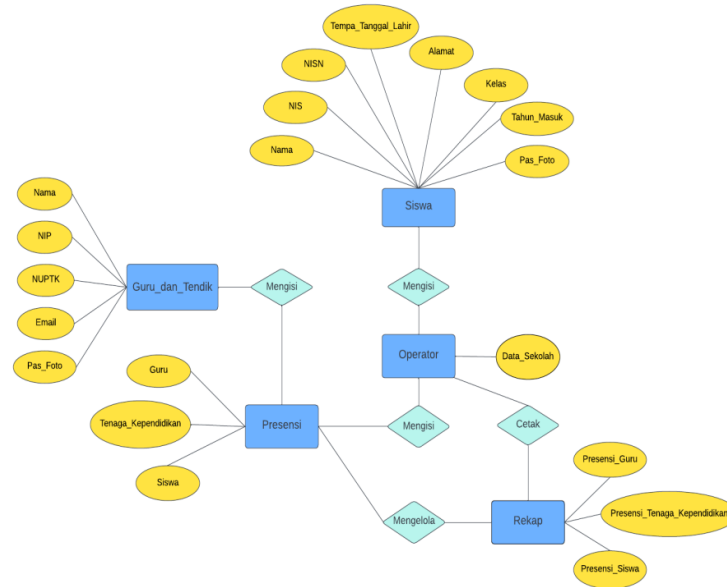 Tempa_Tanggal_Lahir
Alamat
NISN
Kelas
NIS
Tahun_Masuk
Nama
Pas_Foto
Siswa
Nama
NIP
NUPTK
Guru_dan_Tendik
Mengisi
Mengisi
Email
Pas_Foto
Operator
Data_Sekolah
Guru
Tenaga_Kependidikan
Presensi
Mengisi
Cetak
Siswa
Presensi_Guru
Presensi_Tenaga_Kependidikan
Mengelola
Rekap
Presensi_Siswa